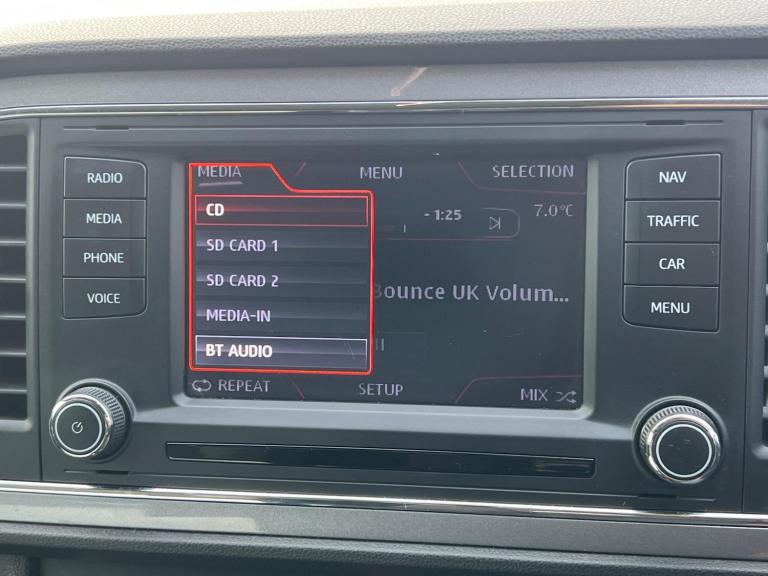 RADIO
MEDIA
PHONE
VOICE
MEDIA MENU SELECTION
CD
SD CARD 1
SD CARD 2
MEDIA-IN
BT AUDIO
- 1:25 7.0°C
Bounce UK Volum...
REPEAT SETUP MIX
NAV
TRAFFIC
CAR
MENU